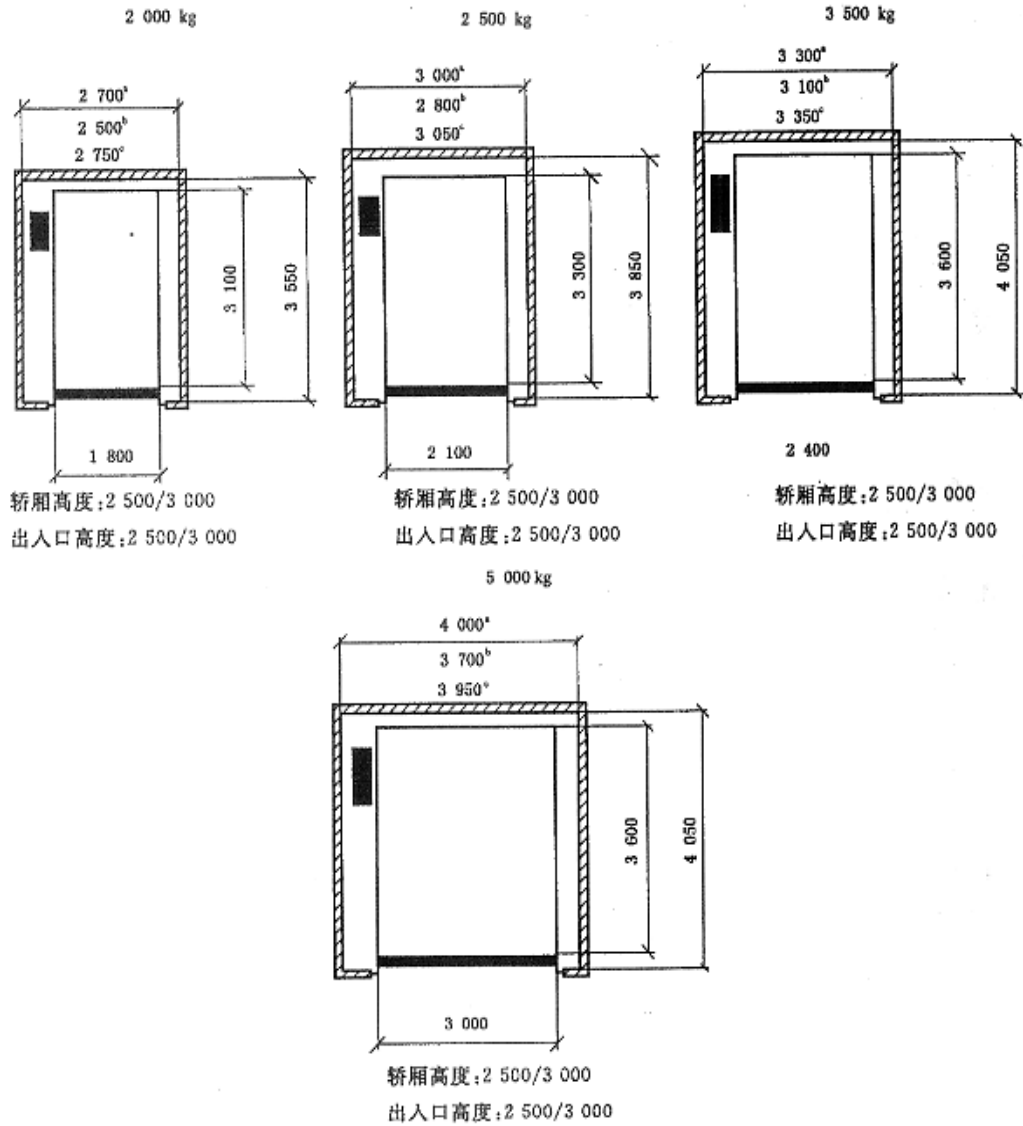 2 000 kg
2 700ᵃ
2 500ᵇ
2 750ᶜ
3 100
3 550
1 800
轿厢高度:2 500/3 000
出入口高度:2 500/3 000
2 500 kg
3 000ᵃ
2 800ᵇ
3 050ᶜ
3 300
3 850
2 100
轿厢高度:2 500/3 000
出入口高度:2 500/3 000
3 500 kg
3 300ᵃ
3 100ᵇ
3 350ᶜ
3 600
4 050
2 400
轿厢高度:2 500/3 000
出入口高度:2 500/3 000
5 000 kg
4 000ᵃ
3 700ᵇ
3 950ᶜ
3 600
4 050
3 000
轿厢高度:2 500/3 000
出入口高度:2 500/3 000